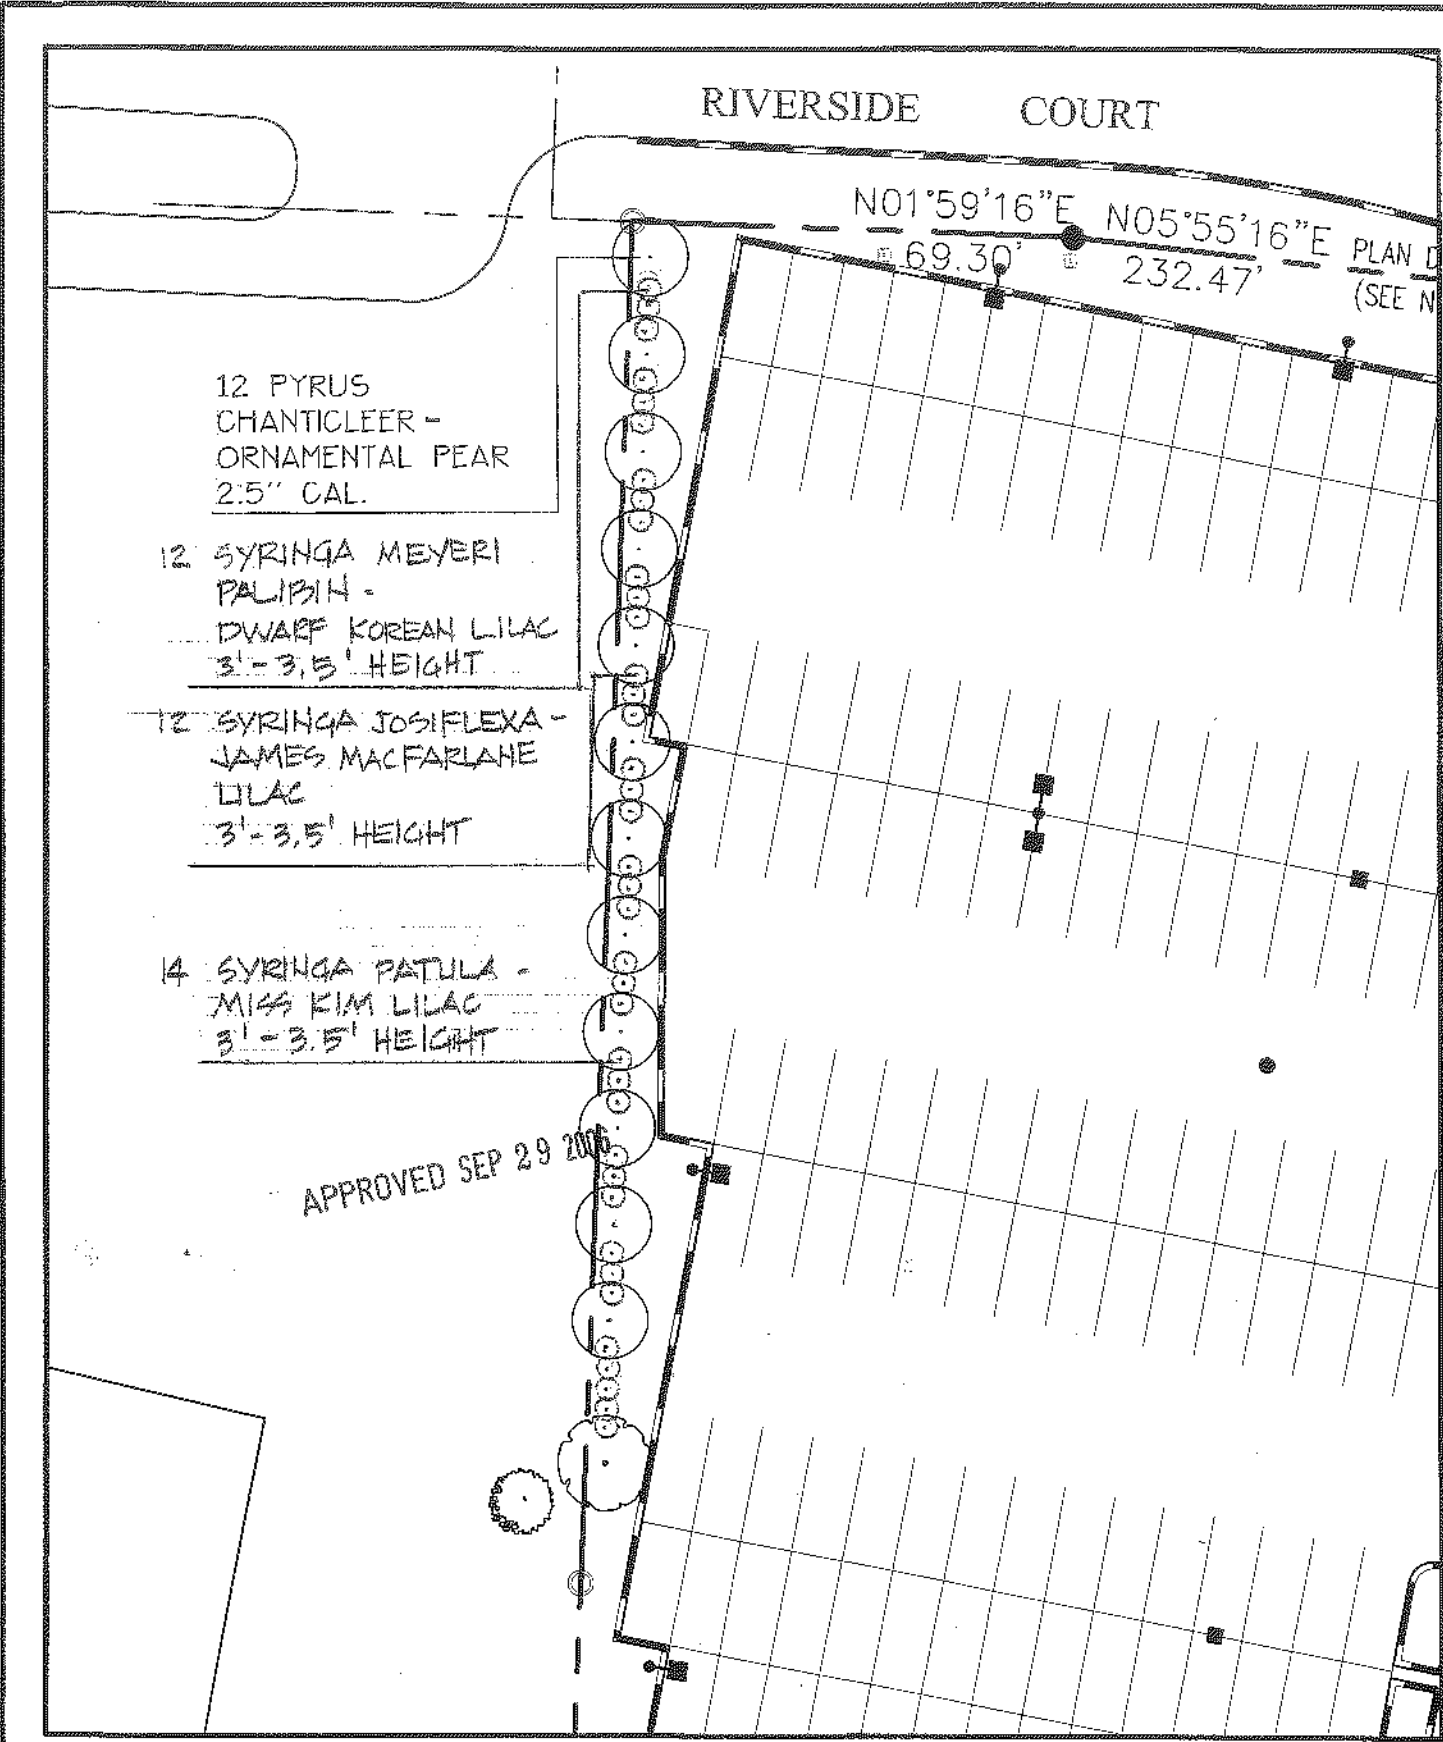 RIVERSIDE COURT
N01°59'16"E
69.30'
N05°55'16"E
232.47'
PLAN D
(SEE N
12 PYRUS
CHANTICLEER -
ORNAMENTAL PEAR
2.5" CAL.
12 SYRINGA MEYERI
PALIBIN -
DWARF KOREAN LILAC
3'-3.5' HEIGHT
12 SYRINGA JOSIFLEXA -
JAMES MACFARLANE
LILAC
3'-3.5' HEIGHT
14 SYRINGA PATULA -
MISS KIM LILAC
3'-3.5' HEIGHT
APPROVED SEP 29 2006